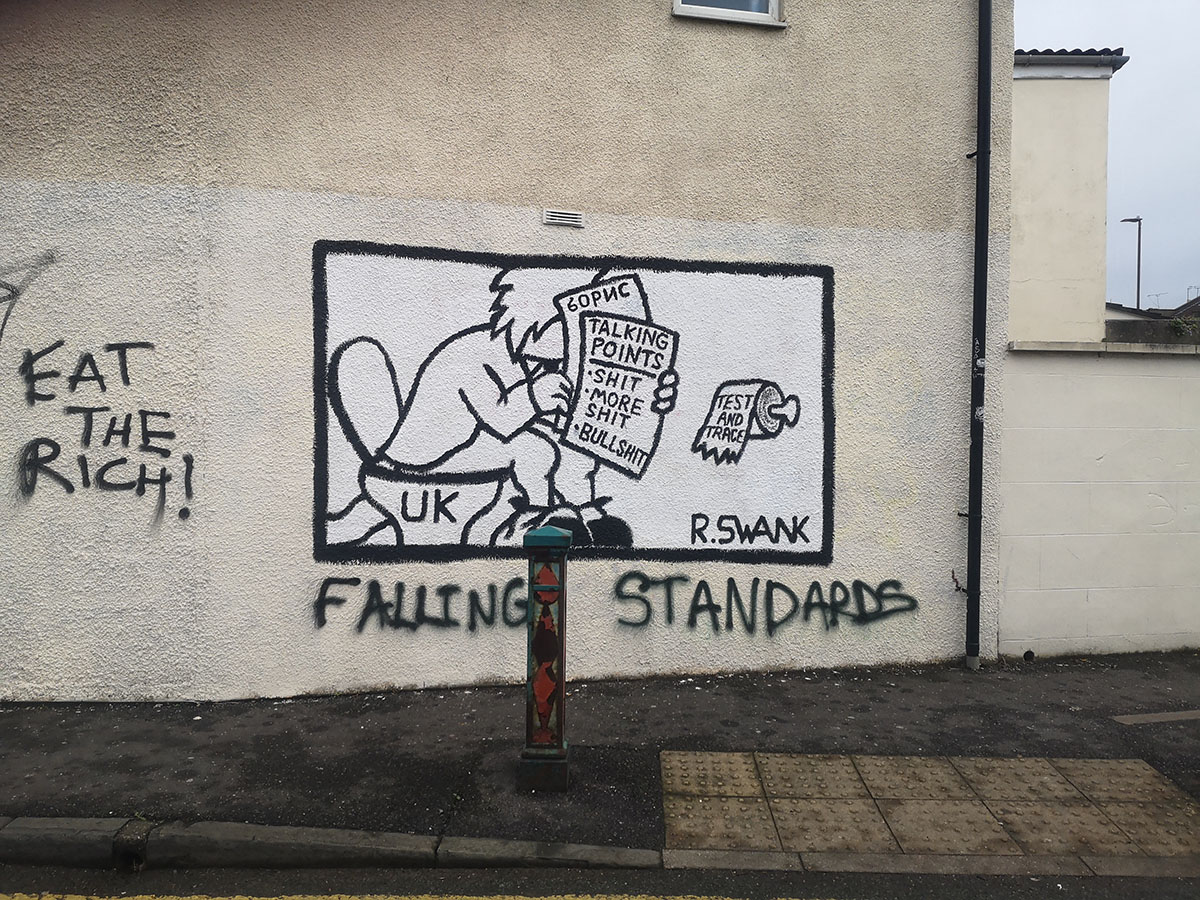 EAT
THE
RICH!
БОРИС
TALKING
POINTS
• SHIT
• MORE
SHIT
• BULLSHIT
TEST
AND
TRACE
UK
R.SWANK
FALLING STANDARDS